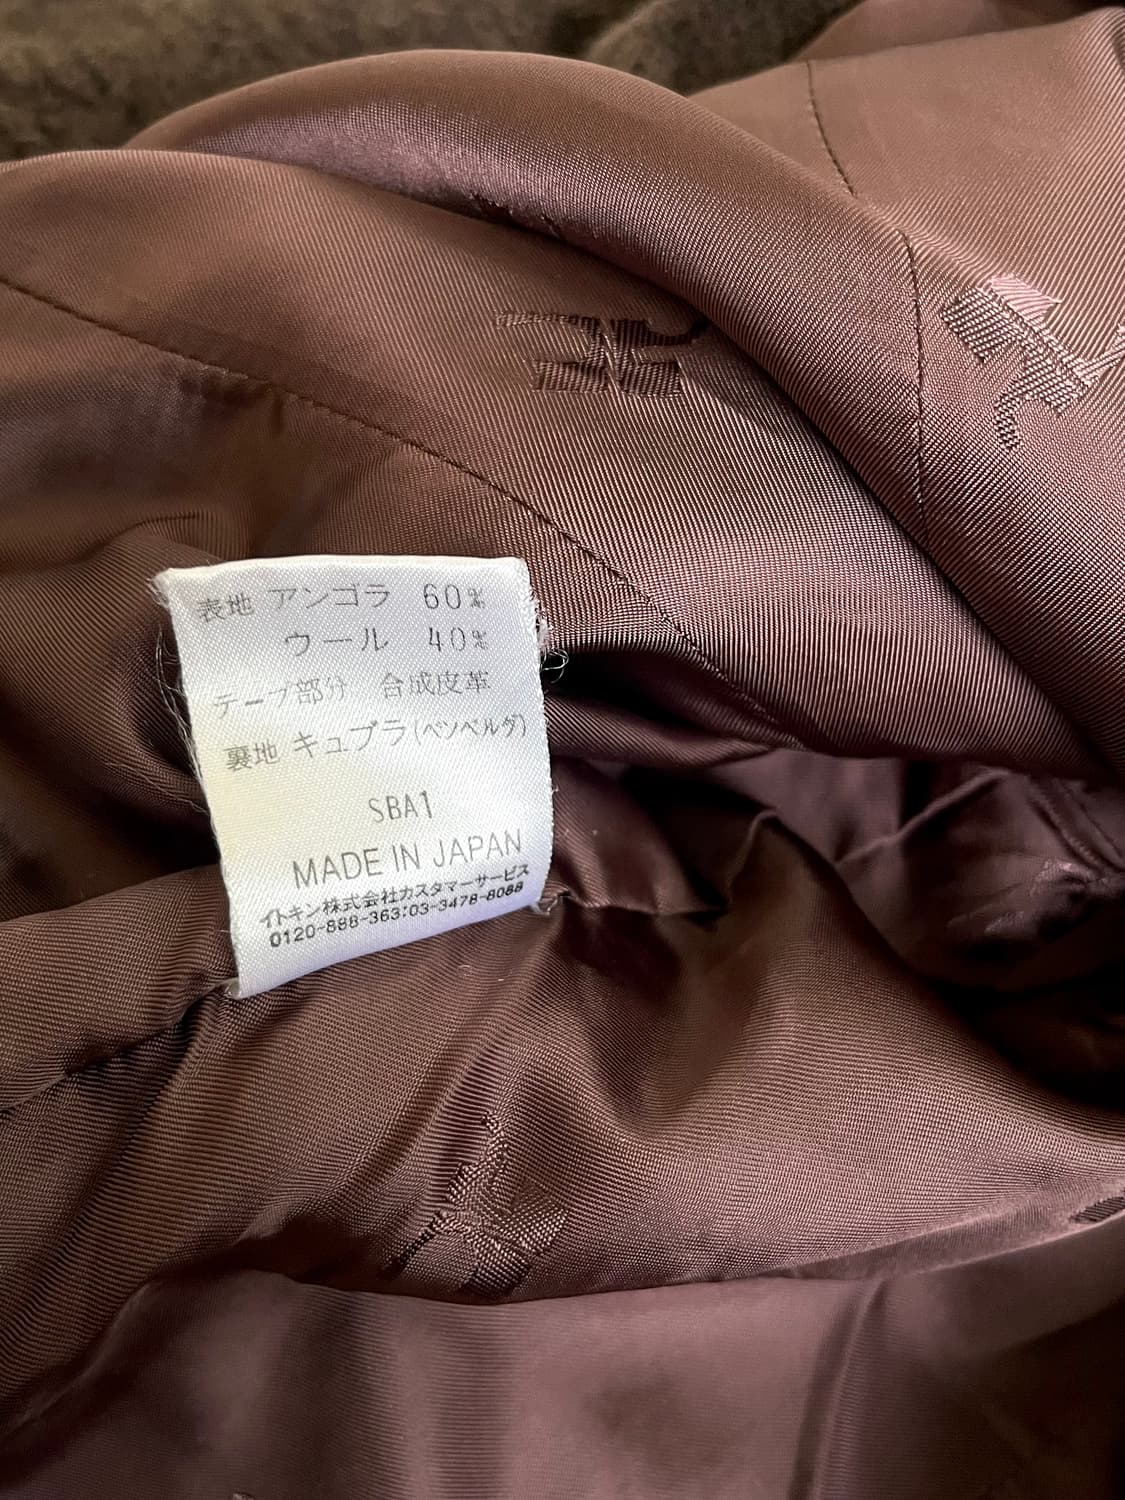 表地 アンゴラ 60%
ウール 40%
テープ部分 合成皮革
裏地 キュプラ(ベンベルグ)
SBA1
MADE IN JAPAN
イトキン株式会社カスタマーサービス
0120-888-363:03-3478-8088